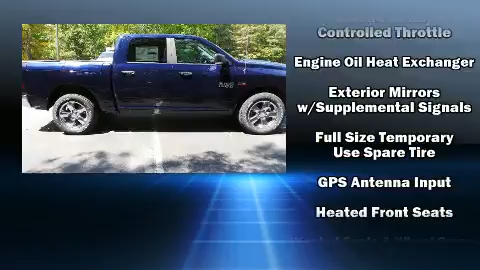 Controlled Throttle
Engine Oil Heat Exchanger
Exterior Mirrors
w/Supplemental Signals
Full Size Temporary
Use Spare Tire
GPS Antenna Input
Heated Front Seats